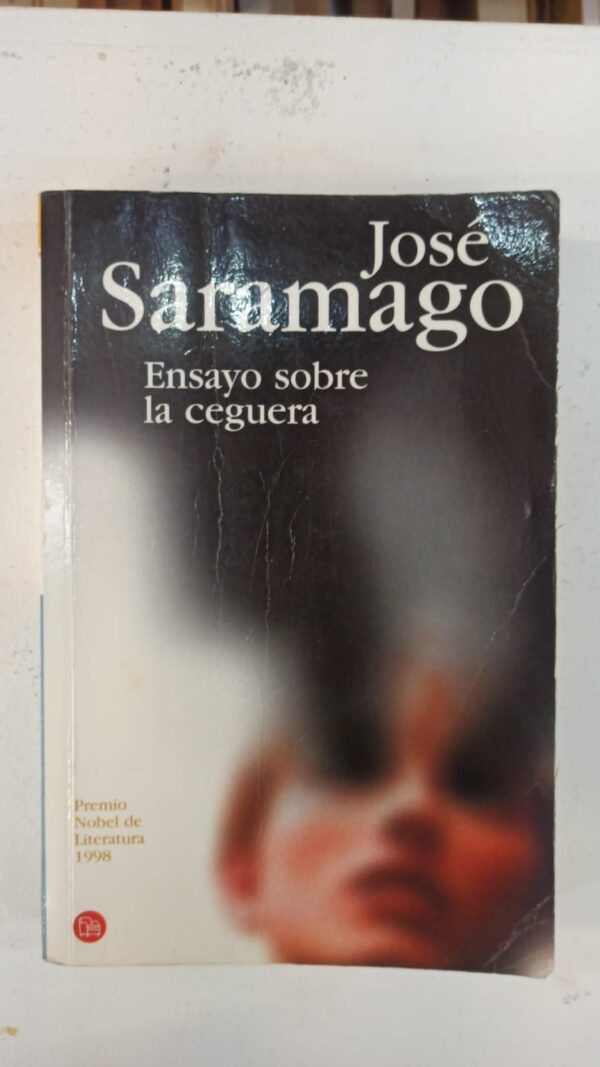 José
Saramago
Ensayo sobre
la ceguera
Premio
Nobel de
Literatura
1998